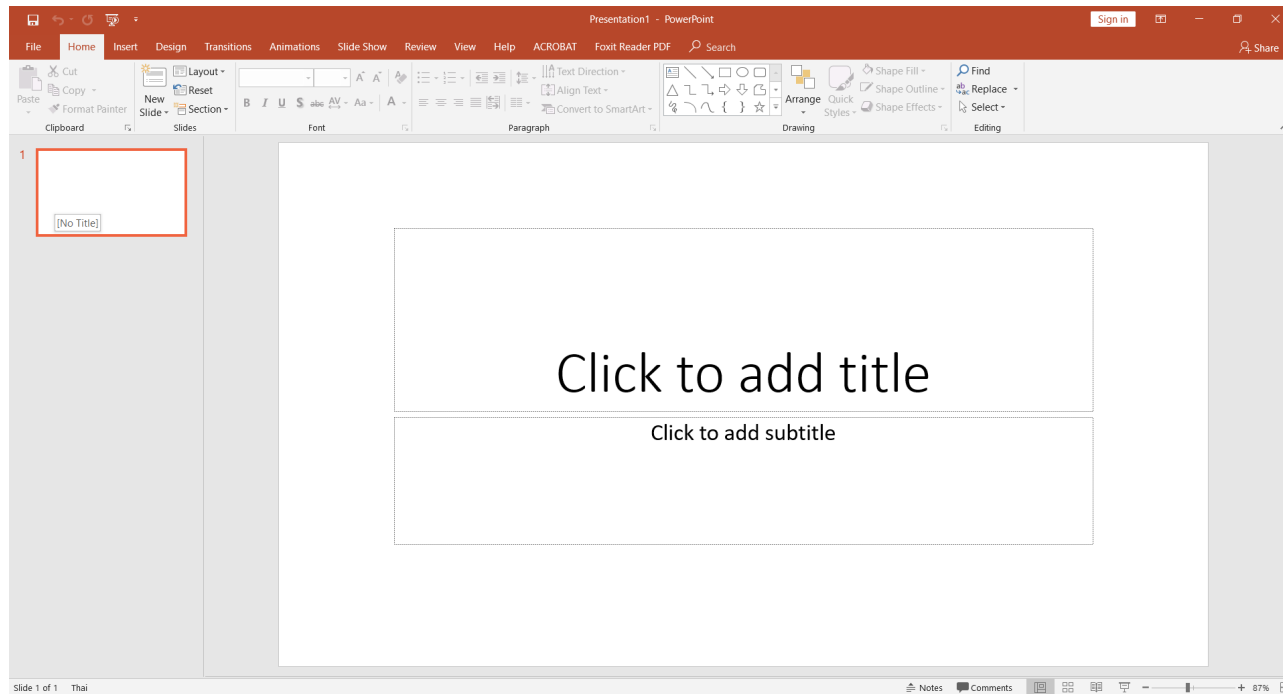 Presentation1 - PowerPoint
Sign in
File Home Insert Design Transitions Animations Slide Show Review View Help ACROBAT Foxit Reader PDF Search
Share
Paste
Cut
Copy
Format Painter
Clipboard
New
Slide
Layout
Reset
Section
Slides
B I U S abc AV Aa A
Font
Text Direction
Align Text
Convert to SmartArt
Paragraph
Arrange
Quick
Styles
Shape Fill
Shape Outline
Shape Effects
Drawing
Find
Replace
Select
Editing
1
[No Title]
Click to add title
Click to add subtitle
Slide 1 of 1 Thai
Notes Comments 87%